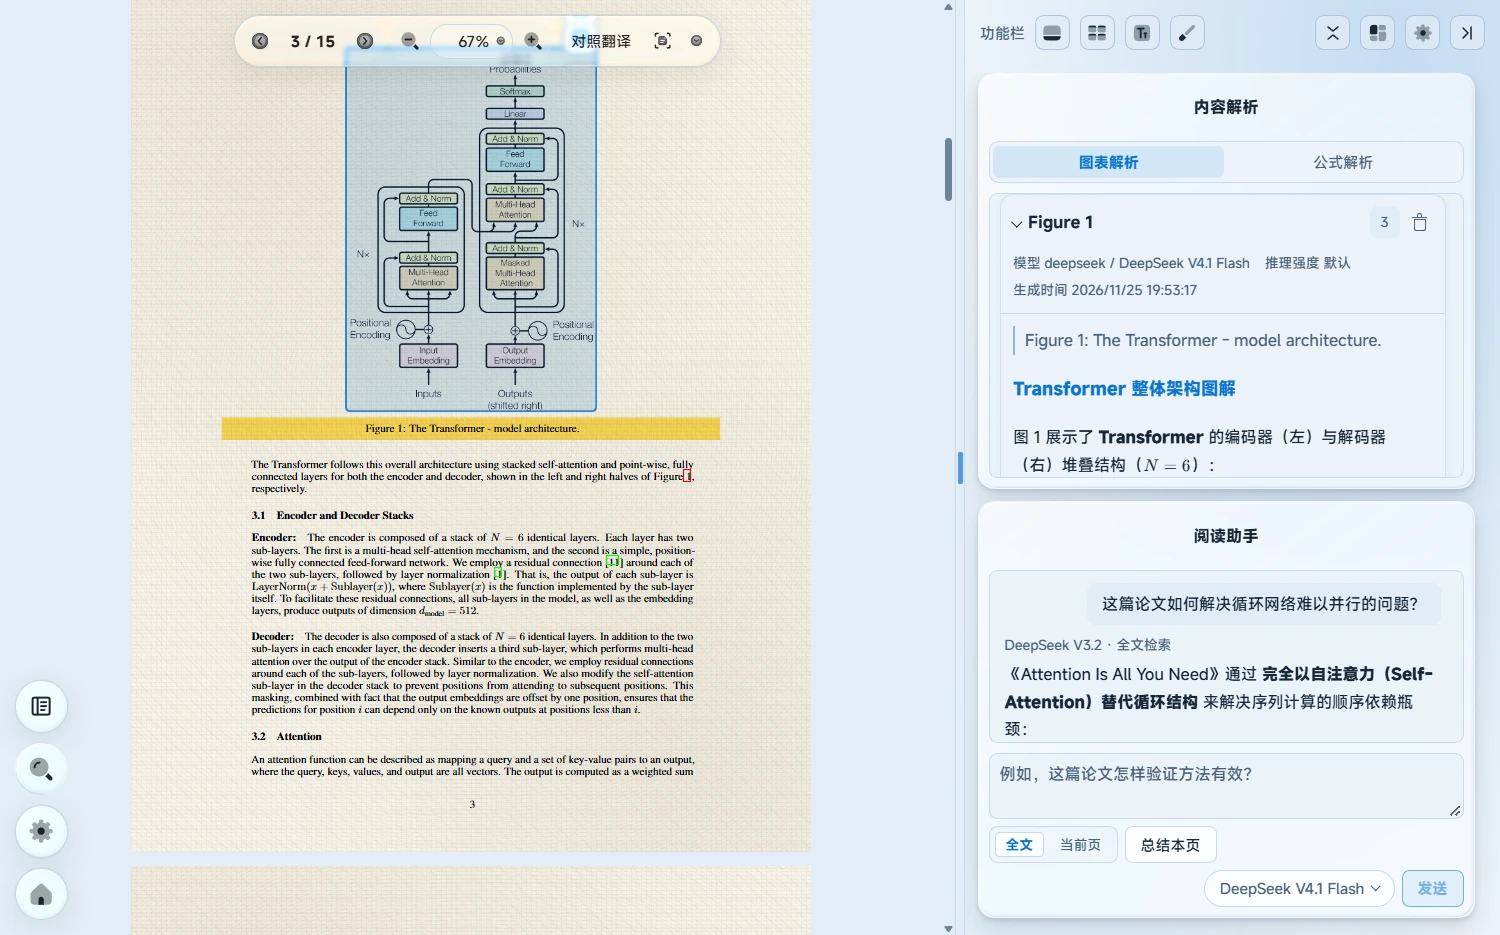 3 / 15
67%
对照翻译
Probabilities
Softmax
Linear
Add & Norm
Feed
Forward
Add & Norm
Multi-Head
Attention
Add & Norm
Feed
Forward
N×
Add & Norm
Masked
Multi-Head
Attention
N×
Add & Norm
Multi-Head
Attention
Positional
Encoding
Positional
Encoding
Input
Embedding
Output
Embedding
Inputs
Outputs
(shifted right)
Figure 1: The Transformer - model architecture.
The Transformer follows this overall architecture using stacked self-attention and point-wise, fully
connected layers for both the encoder and decoder, shown in the left and right halves of Figure 1,
respectively.
3.1 Encoder and Decoder Stacks
Encoder: The encoder is composed of a stack of N = 6 identical layers. Each layer has two
sub-layers. The first is a multi-head self-attention mechanism, and the second is a simple, position-
wise fully connected feed-forward network. We employ a residual connection [11] around each of
the two sub-layers, followed by layer normalization [1]. That is, the output of each sub-layer is
LayerNorm(x + Sublayer(x)), where Sublayer(x) is the function implemented by the sub-layer
itself. To facilitate these residual connections, all sub-layers in the model, as well as the embedding
layers, produce outputs of dimension dmodel = 512.
Decoder: The decoder is also composed of a stack of N = 6 identical layers. In addition to the two
sub-layers in each encoder layer, the decoder inserts a third sub-layer, which performs multi-head
attention over the output of the encoder stack. Similar to the encoder, we employ residual connections
around each of the sub-layers, followed by layer normalization. We also modify the self-attention
sub-layer in the decoder stack to prevent positions from attending to subsequent positions. This
masking, combined with fact that the output embeddings are offset by one position, ensures that the
predictions for position i can depend only on the known outputs at positions less than i.
3.2 Attention
An attention function can be described as mapping a query and a set of key-value pairs to an output,
where the query, keys, values, and output are all vectors. The output is computed as a weighted sum
3
功能栏
内容解析
图表解析
公式解析
Figure 1
3
模型 deepseek / DeepSeek V4.1 Flash 推理强度 默认
生成时间 2026/11/25 19:53:17
Figure 1: The Transformer - model architecture.
Transformer 整体架构图解
图 1 展示了 Transformer 的编码器（左）与解码器
（右）堆叠结构（N = 6）：
阅读助手
这篇论文如何解决循环网络难以并行的问题？
DeepSeek V3.2 · 全文检索
《Attention Is All You Need》通过 完全以自注意力（Self-
Attention）替代循环结构 来解决序列计算的顺序依赖瓶
颈：
例如，这篇论文怎样验证方法有效？
全文
当前页
总结本页
DeepSeek V4.1 Flash
发送